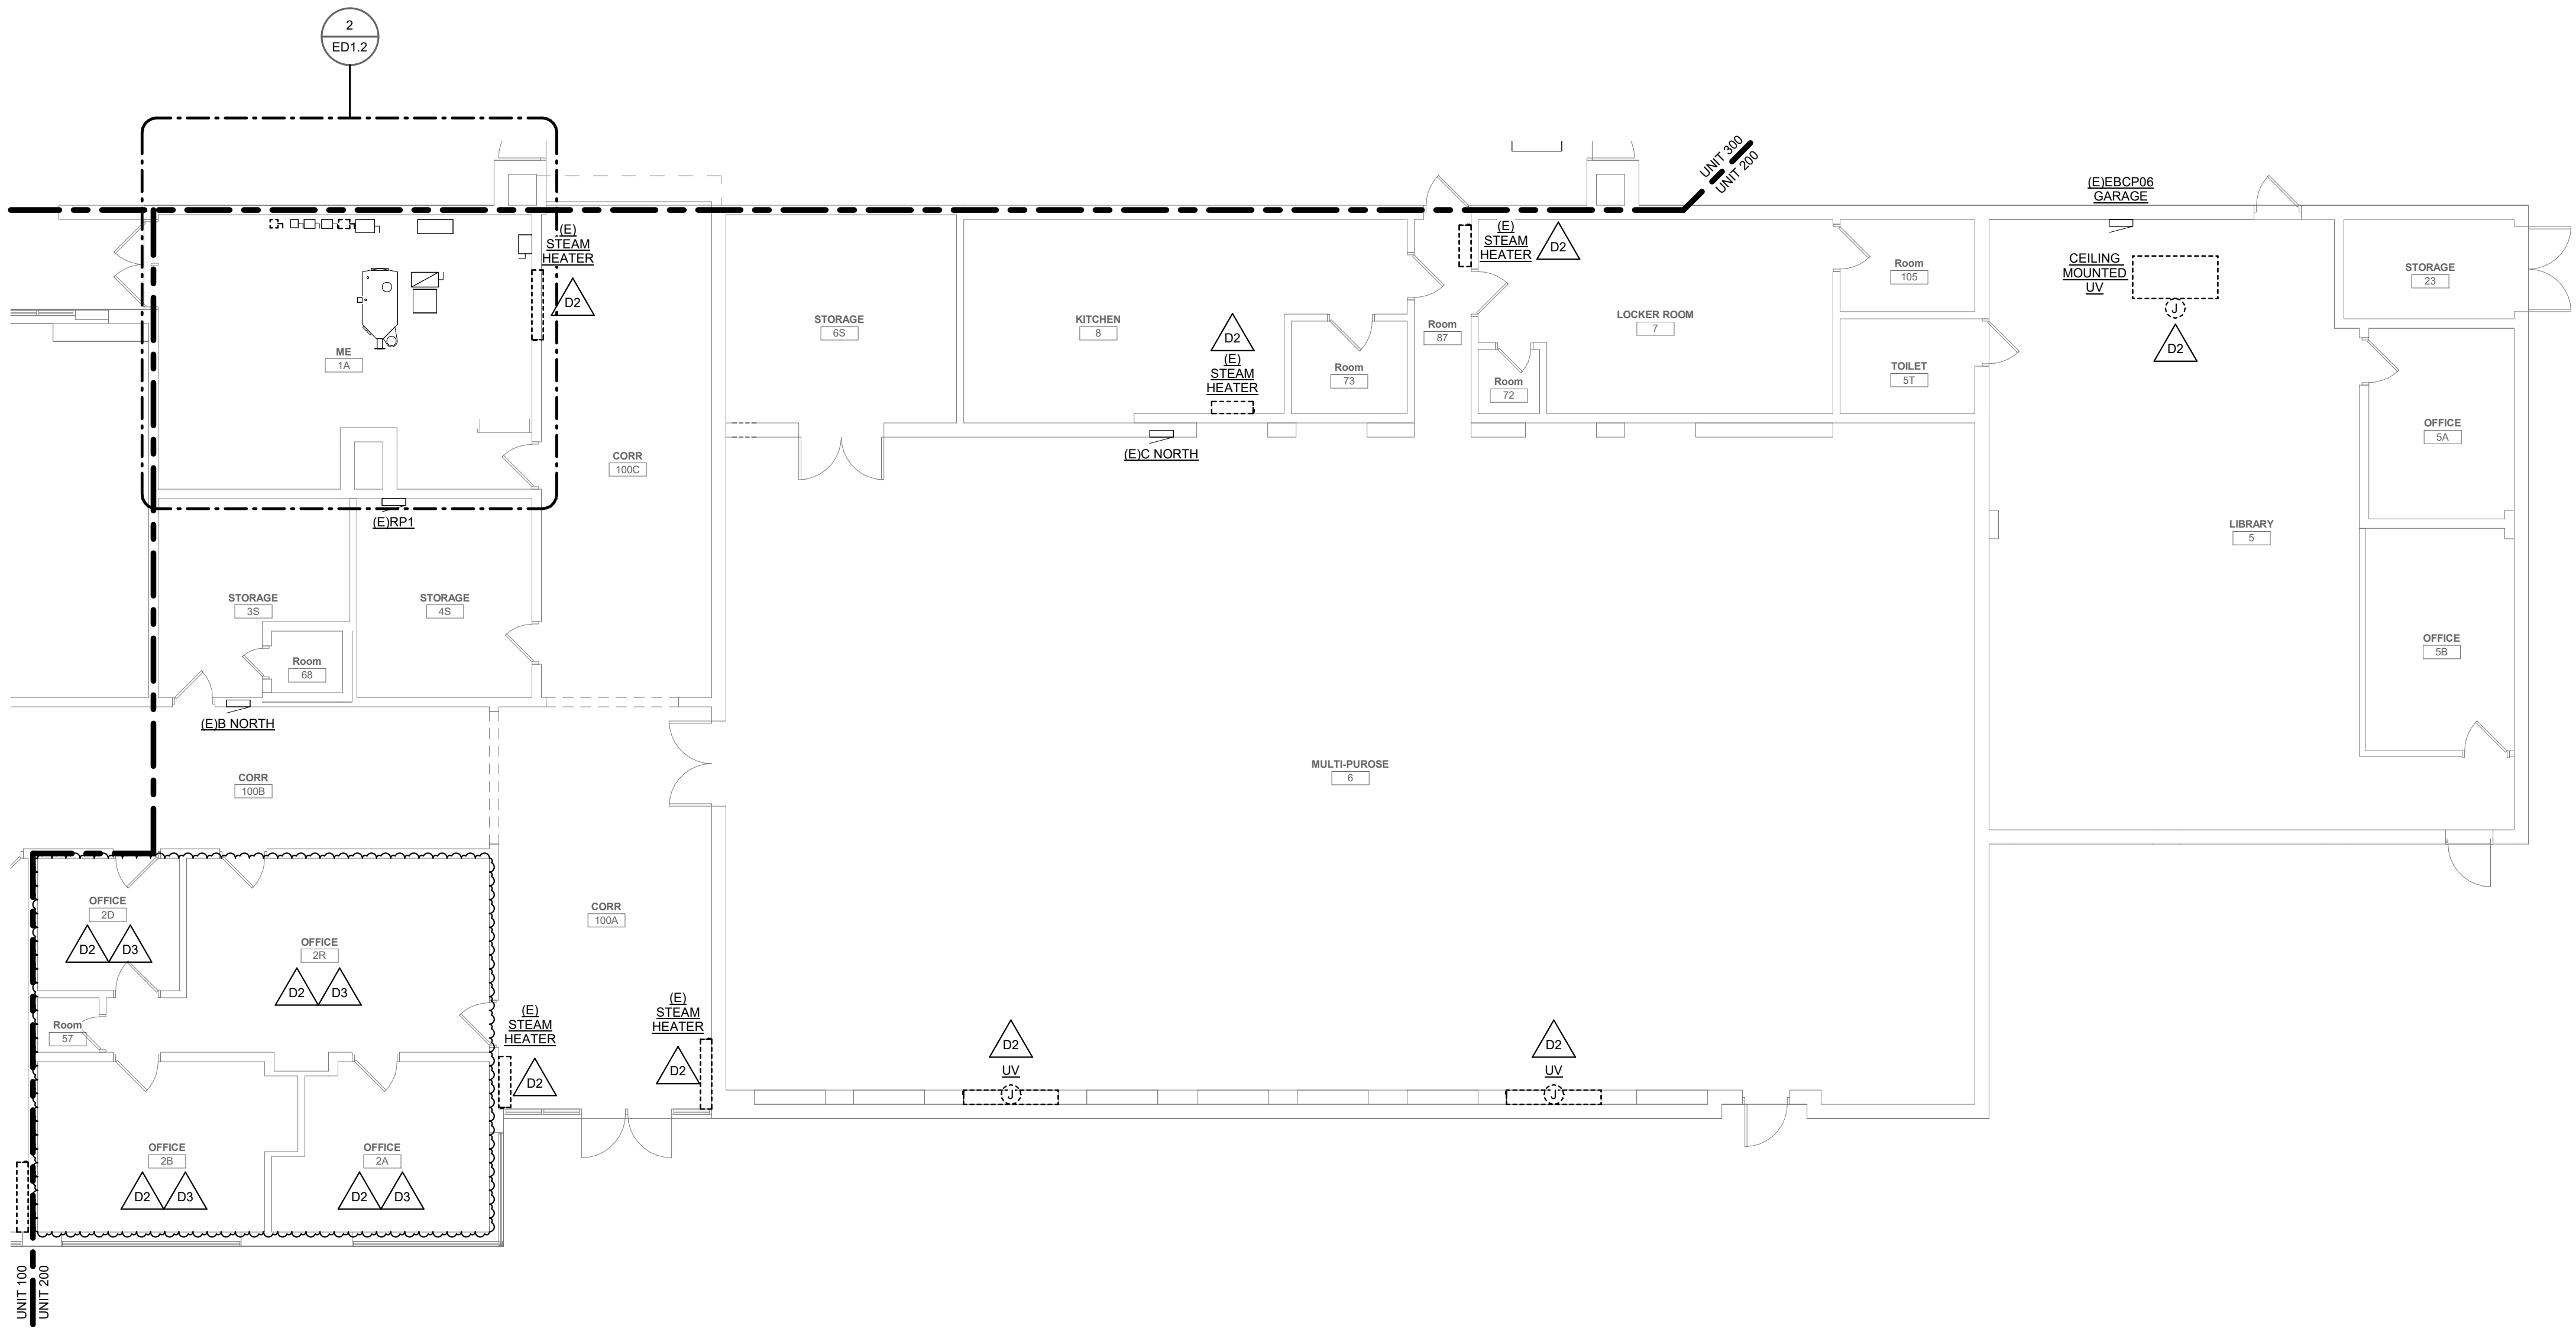 2
ED1.2
UNIT 300
UNIT 200
(E)EBCP06
GARAGE
(E)
STEAM
HEATER
D2
(E)
STEAM
HEATER
D2
CEILING
MOUNTED
UV
J
D2
Room
105
STORAGE
23
ME
1A
STORAGE
6S
KITCHEN
8
D2
(E)
STEAM
HEATER
Room
73
Room
87
LOCKER ROOM
7
Room
72
TOILET
5T
OFFICE
5A
CORR
100C
(E)C NORTH
(E)RP1
LIBRARY
5
STORAGE
3S
STORAGE
4S
Room
68
OFFICE
5B
(E)B NORTH
CORR
100B
MULTI-PUROSE
6
OFFICE
2D
D2 D3
OFFICE
2R
D2 D3
CORR
100A
Room
57
(E)
STEAM
HEATER
D2
(E)
STEAM
HEATER
D2
D2
UV
J
D2
UV
J
OFFICE
2B
D2 D3
OFFICE
2A
D2 D3
UNIT 100
UNIT 200